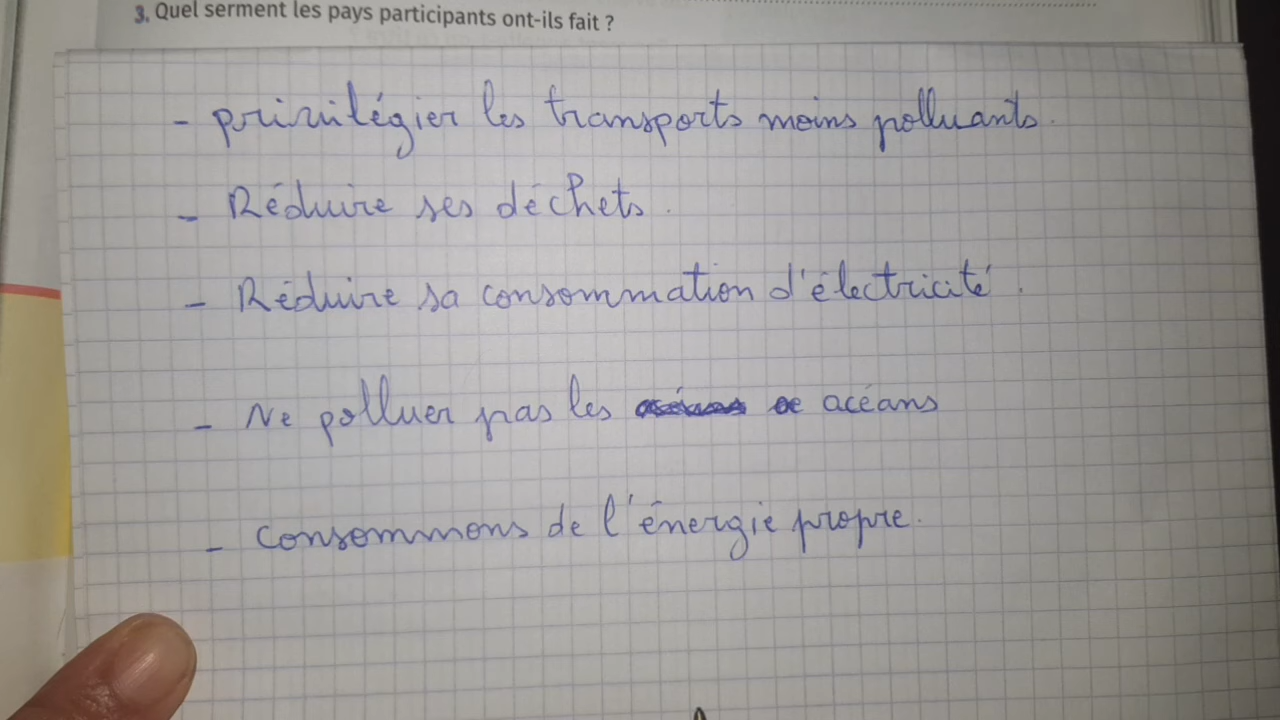 3. Quel serment les pays participants ont-ils fait ?
- privilégier les transports moins polluants.
- Réduire ses déchets.
- Réduire sa consommation d'électricité.
- Ne polluer pas les acéans
- Consommons de l'énergie propre.